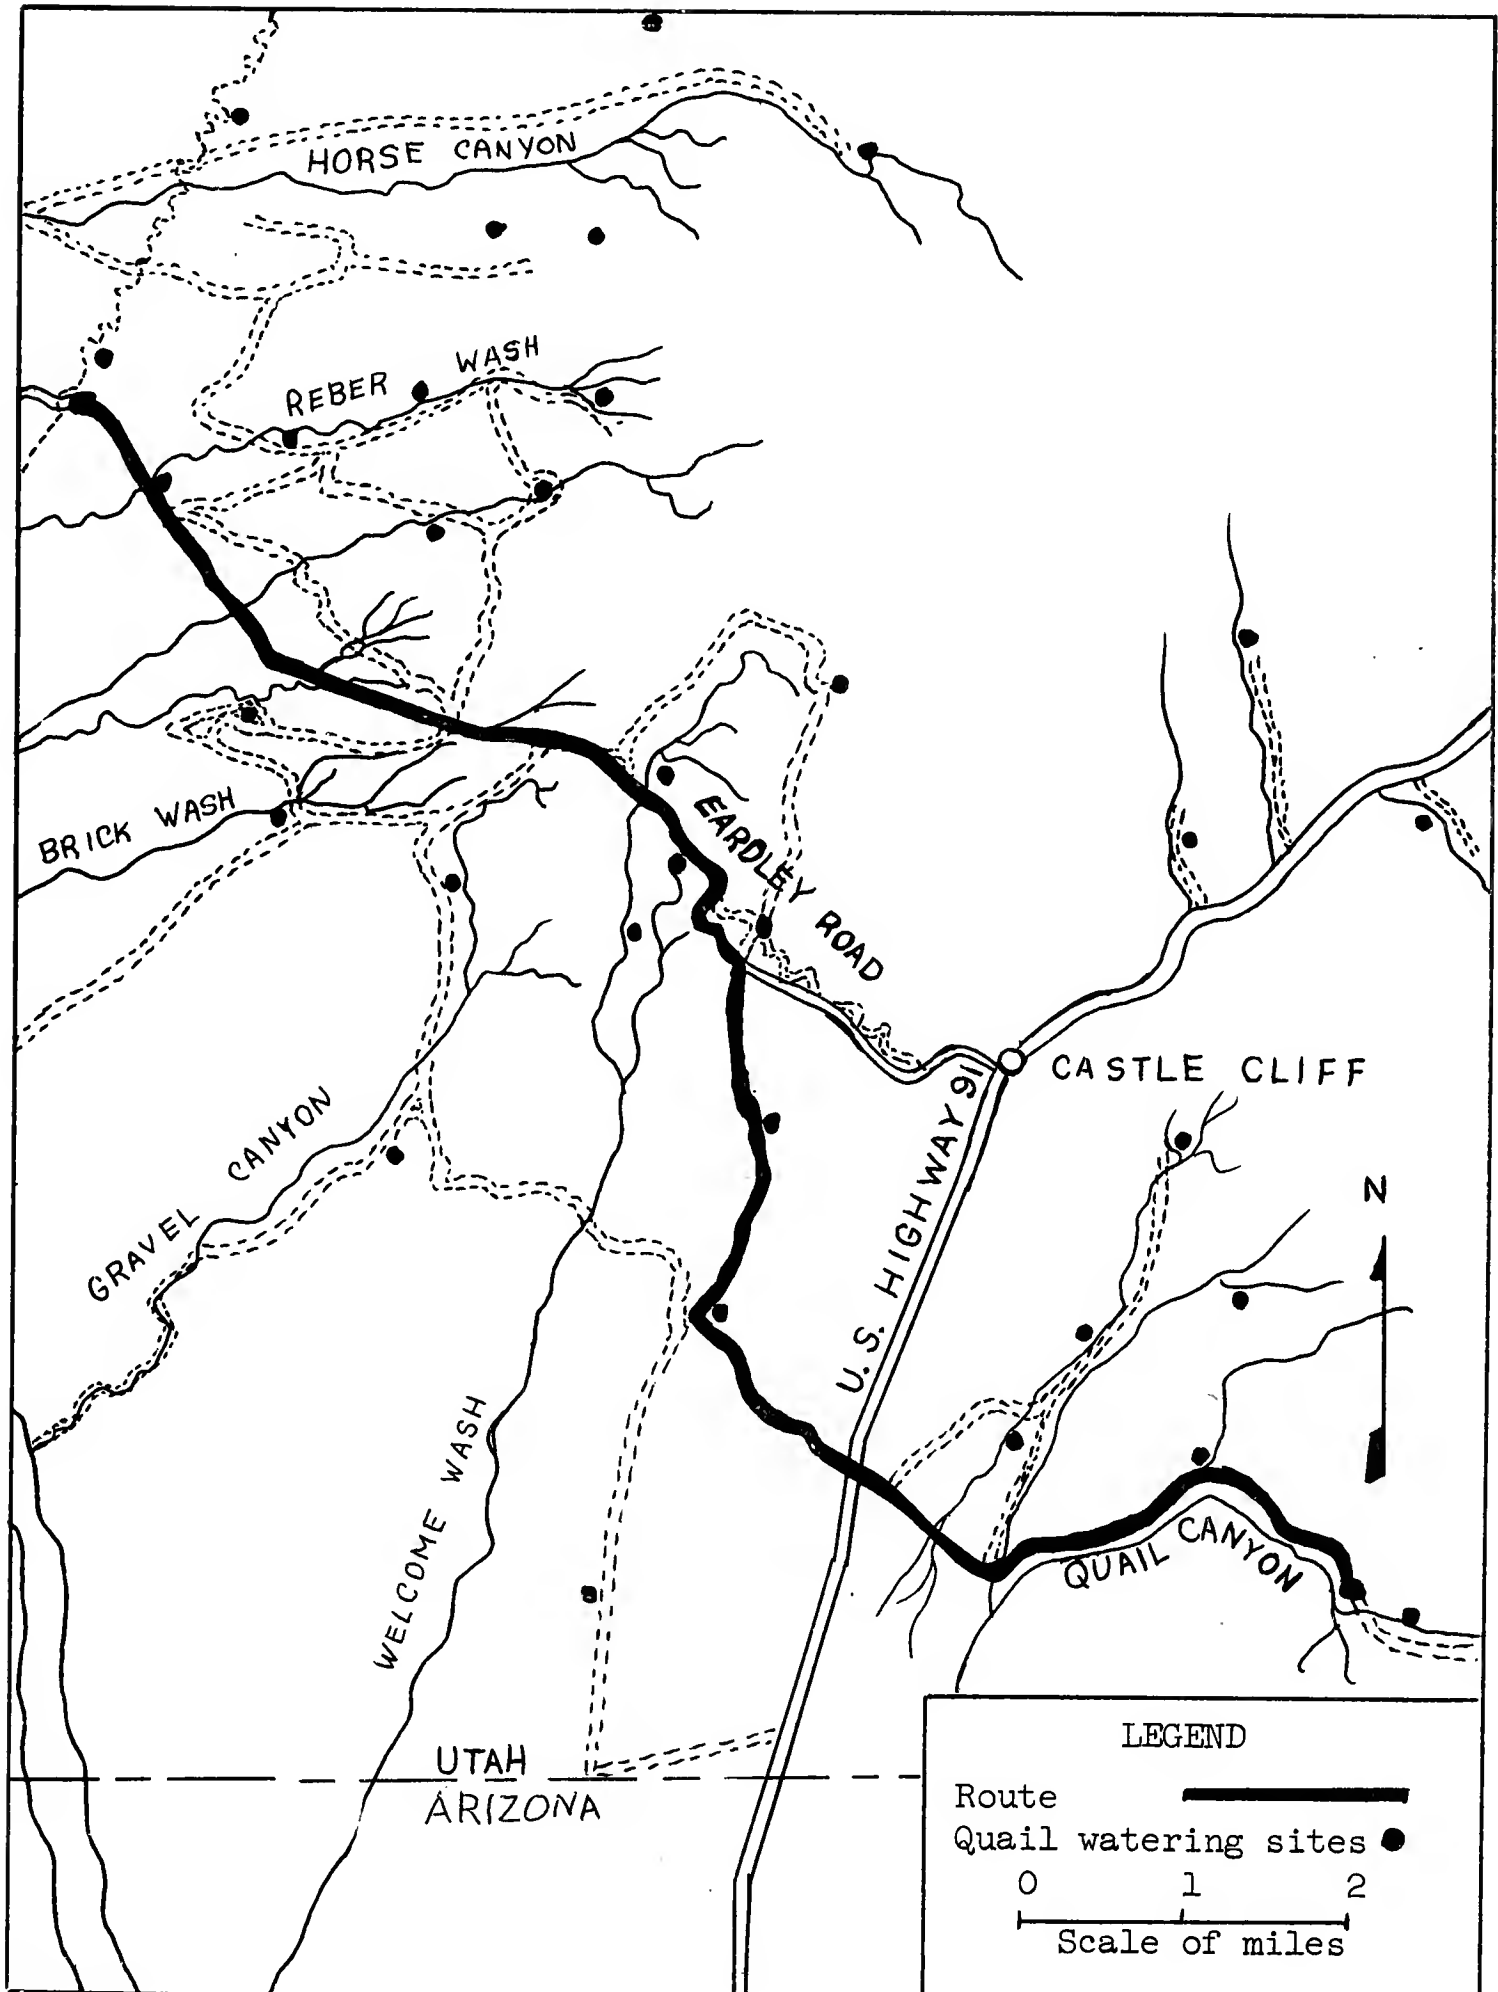 HORSE CANYON
REBER WASH
BRICK WASH
EARDLEY ROAD
CASTLE CLIFF
U.S. HIGHWAY 91
GRAVEL CANYON
N
WELCOME WASH
QUAIL CANYON
UTAH
ARIZONA
LEGEND
Route
Quail watering sites
0 1 2
Scale of miles